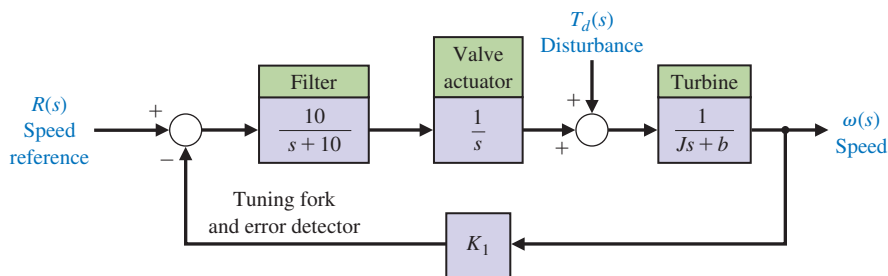 T_d(s)
Disturbance
Valve
actuator
Filter
Turbine
R(s)
Speed
reference
+
−
10
s + 10
1
s
+
+
1
Js + b
ω(s)
Speed
Tuning fork
and error detector
K_1